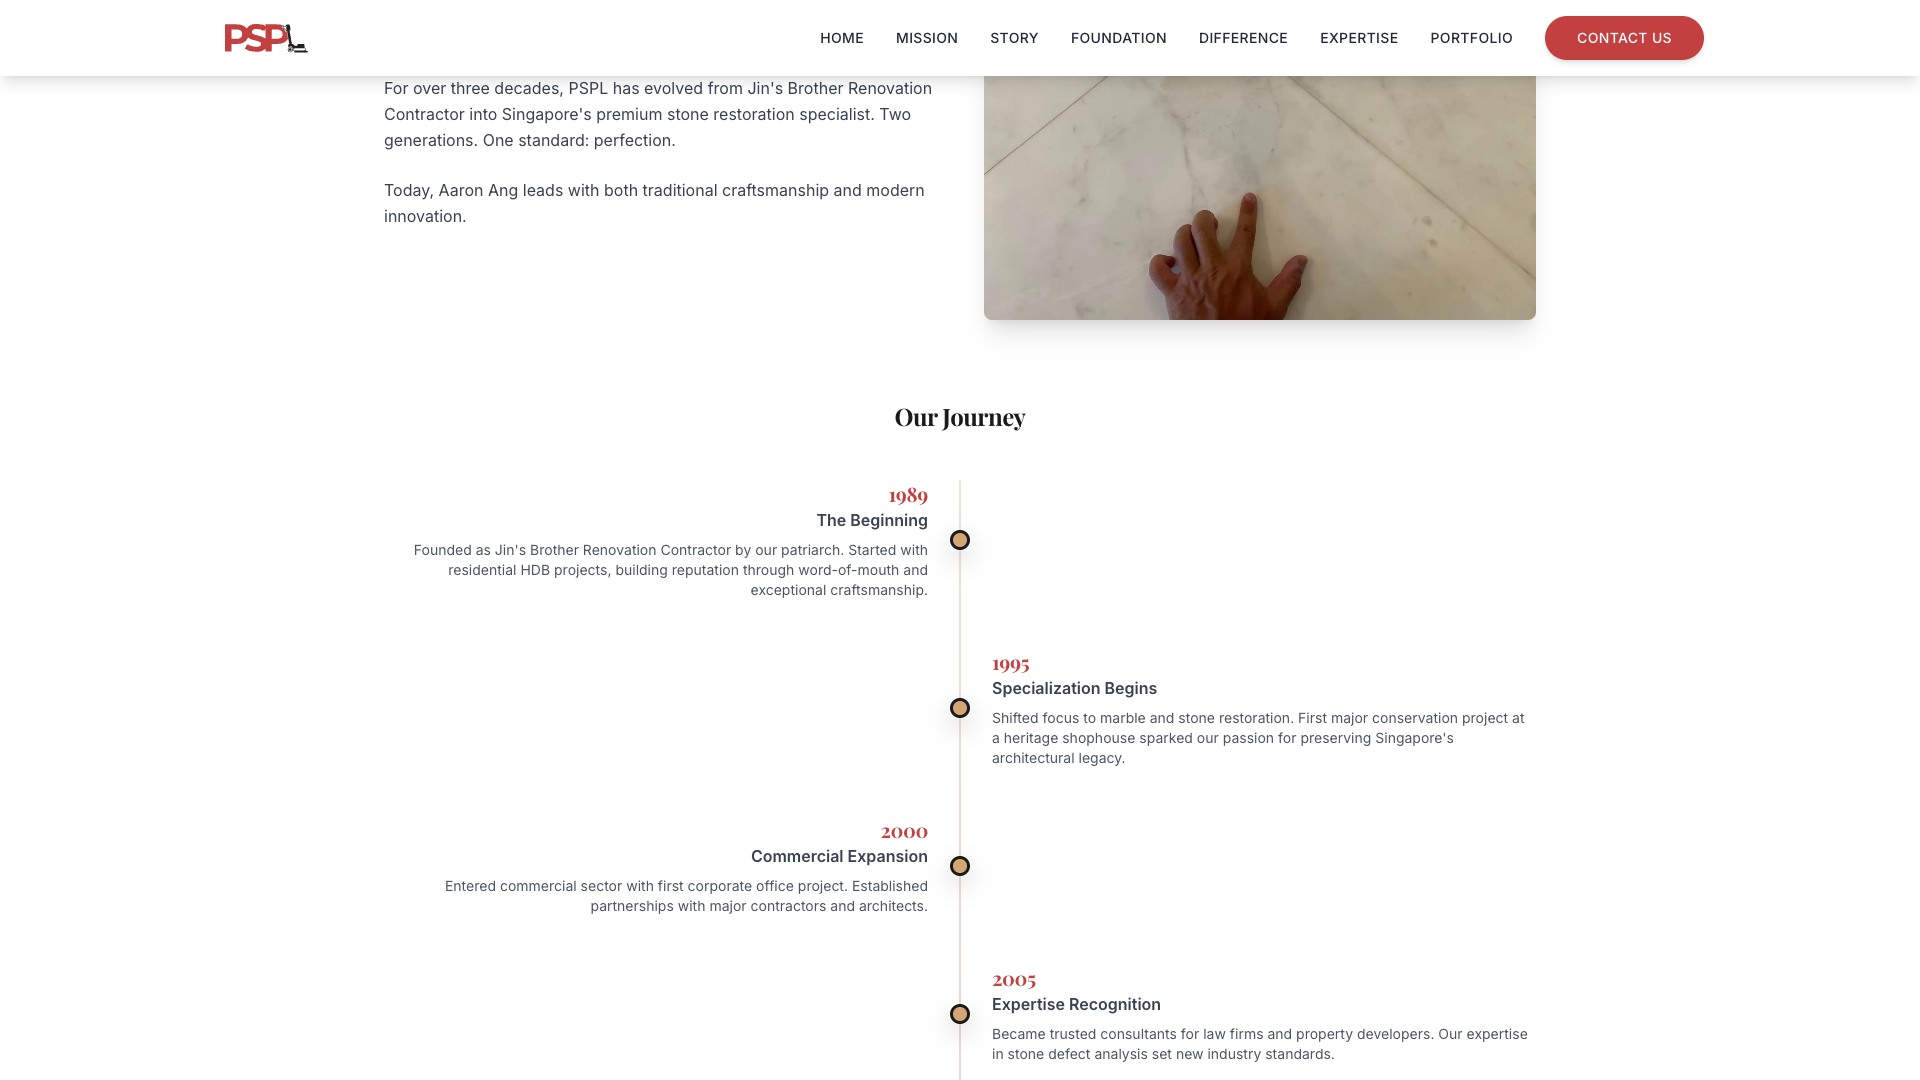 PSPL
HOME
MISSION
STORY
FOUNDATION
DIFFERENCE
EXPERTISE
PORTFOLIO
CONTACT US
For over three decades, PSPL has evolved from Jin's Brother Renovation
Contractor into Singapore's premium stone restoration specialist. Two
generations. One standard: perfection.
Today, Aaron Ang leads with both traditional craftsmanship and modern
innovation.
Our Journey
1989
The Beginning
Founded as Jin's Brother Renovation Contractor by our patriarch. Started with
residential HDB projects, building reputation through word-of-mouth and
exceptional craftsmanship.
1995
Specialization Begins
Shifted focus to marble and stone restoration. First major conservation project at
a heritage shophouse sparked our passion for preserving Singapore's
architectural legacy.
2000
Commercial Expansion
Entered commercial sector with first corporate office project. Established
partnerships with major contractors and architects.
2005
Expertise Recognition
Became trusted consultants for law firms and property developers. Our expertise
in stone defect analysis set new industry standards.